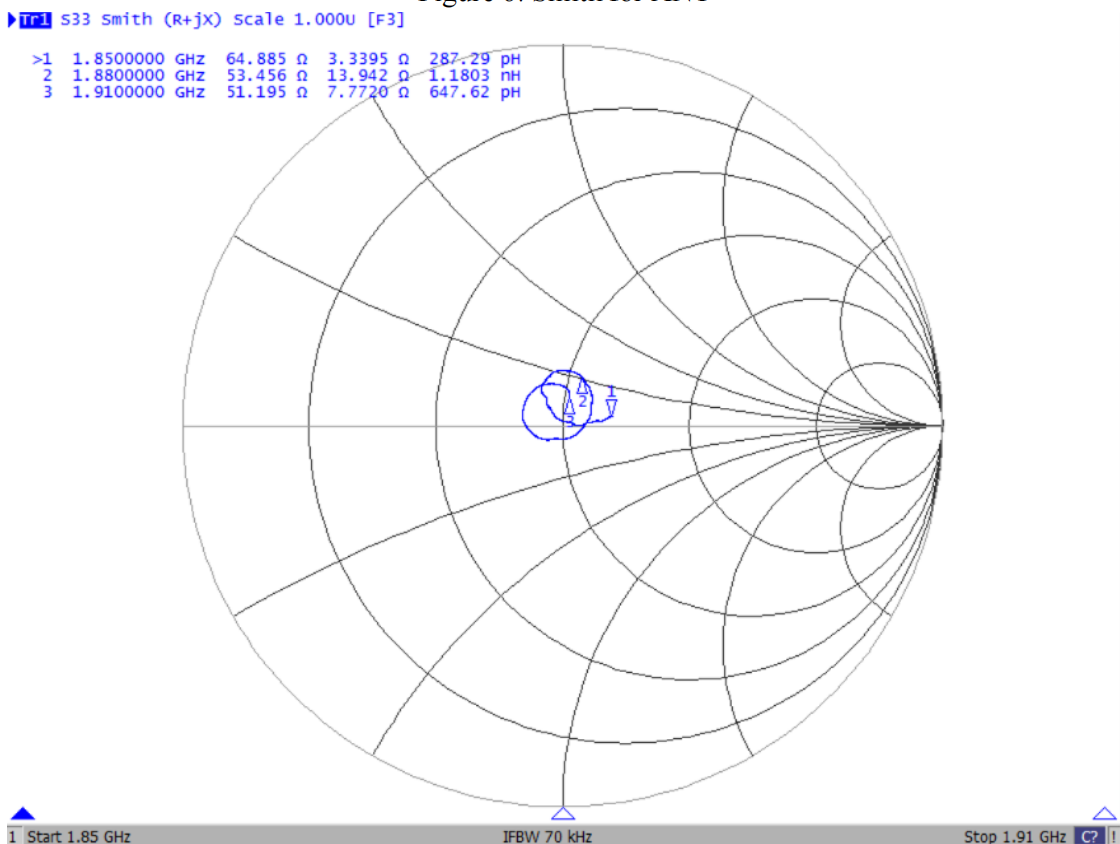 Tr1 S33 Smith (R+jX) Scale 1.000U [F3]
>1 1.8500000 GHz 64.885 Ω 3.3395 Ω 287.29 pH
2 1.8800000 GHz 53.456 Ω 13.942 Ω 1.1803 nH
3 1.9100000 GHz 51.195 Ω 7.7720 Ω 647.62 pH
1
2
3
1 Start 1.85 GHz IFBW 70 kHz Stop 1.91 GHz C? !